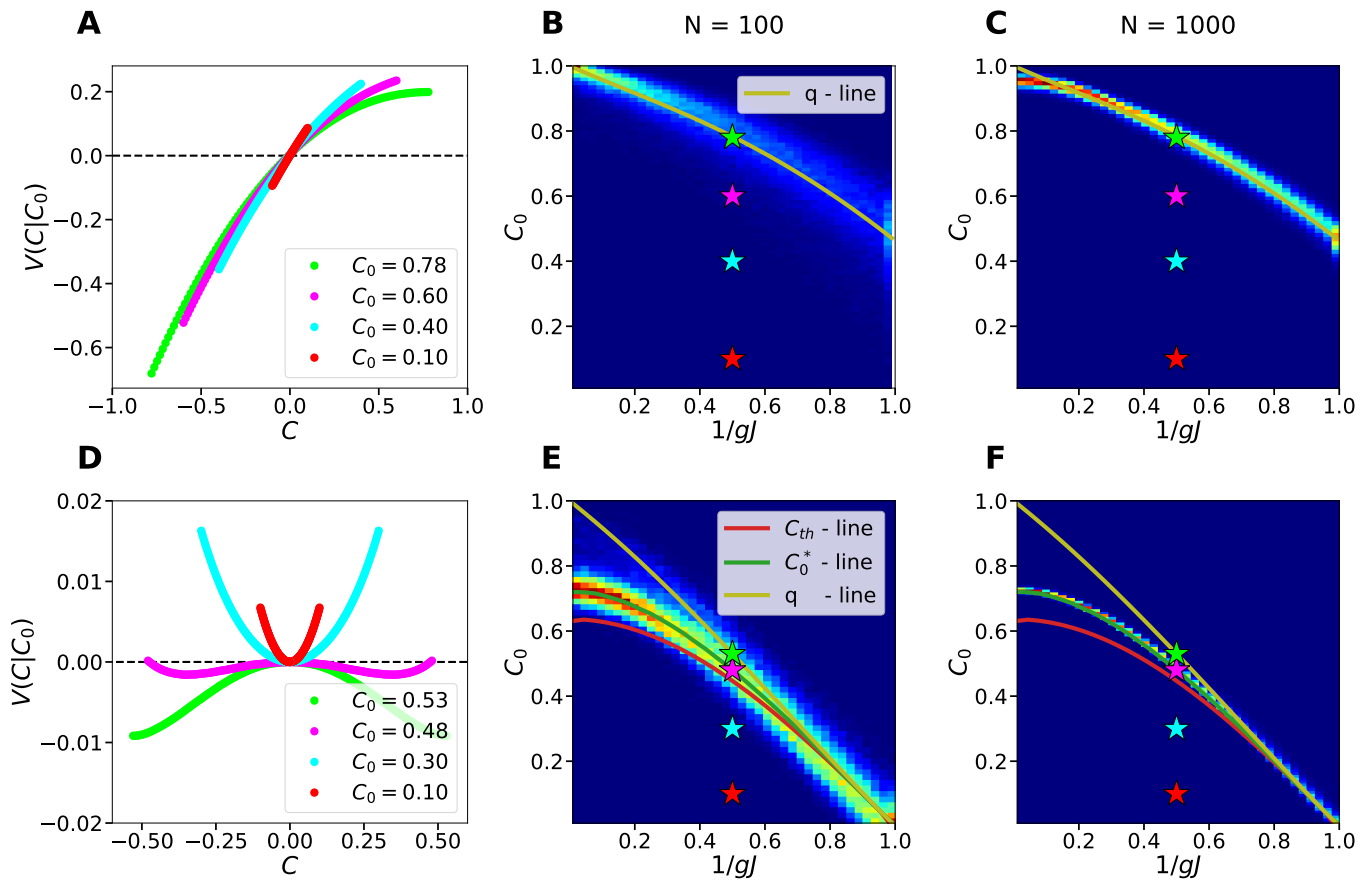 A
B
N = 100
C
N = 1000
0.2
0.0
−0.2
−0.4
−0.6
V(C|C₀)
C₀ = 0.78
C₀ = 0.60
C₀ = 0.40
C₀ = 0.10
−1.0 −0.5 0.0 0.5 1.0
C
1.0
0.8
0.6
0.4
0.2
C₀
q - line
0.2 0.4 0.6 0.8 1.0
1/gJ
1.0
0.8
0.6
0.4
0.2
C₀
0.2 0.4 0.6 0.8 1.0
1/gJ
D
E
F
0.02
0.01
0.00
−0.01
−0.02
V(C|C₀)
C₀ = 0.53
C₀ = 0.48
C₀ = 0.30
C₀ = 0.10
−0.50 −0.25 0.00 0.25 0.50
C
1.0
0.8
0.6
0.4
0.2
C₀
Cₜₕ - line
C₀* - line
q - line
0.2 0.4 0.6 0.8 1.0
1/gJ
1.0
0.8
0.6
0.4
0.2
C₀
0.2 0.4 0.6 0.8 1.0
1/gJ